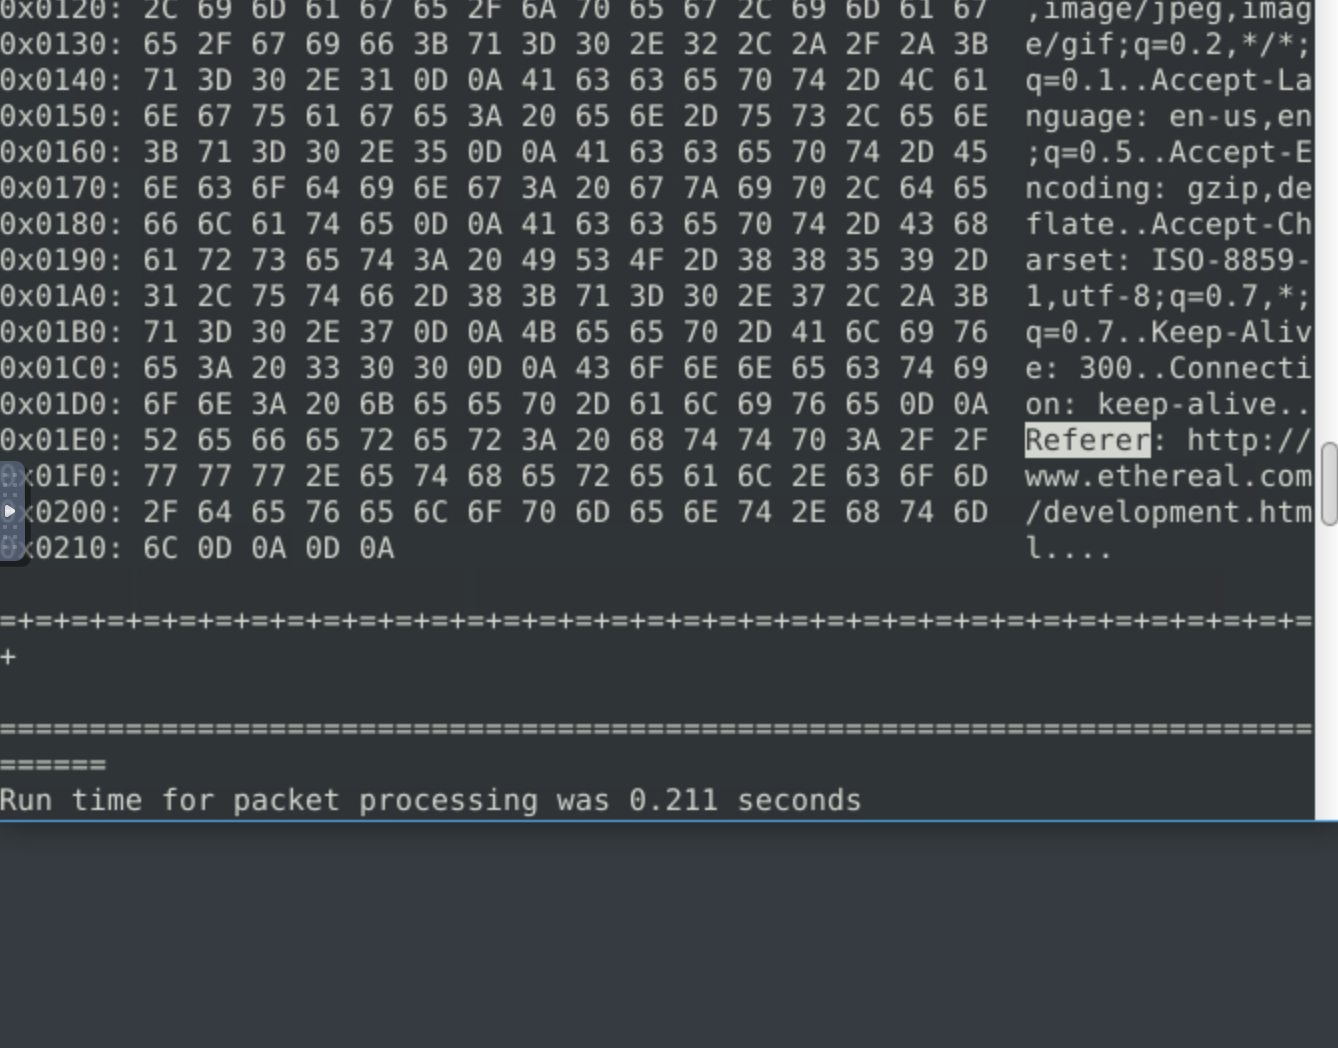 0x0120: 2C 69 6D 61 67 65 2F 6A 70 65 67 2C 69 6D 61 67  ,image/jpeg,imag
0x0130: 65 2F 67 69 66 3B 71 3D 30 2E 32 2C 2A 2F 2A 3B  e/gif;q=0.2,*/*;
0x0140: 71 3D 30 2E 31 0D 0A 41 63 63 65 70 74 2D 4C 61  q=0.1..Accept-La
0x0150: 6E 67 75 61 67 65 3A 20 65 6E 2D 75 73 2C 65 6E  nguage: en-us,en
0x0160: 3B 71 3D 30 2E 35 0D 0A 41 63 63 65 70 74 2D 45  ;q=0.5..Accept-E
0x0170: 6E 63 6F 64 69 6E 67 3A 20 67 7A 69 70 2C 64 65  ncoding: gzip,de
0x0180: 66 6C 61 74 65 0D 0A 41 63 63 65 70 74 2D 43 68  flate..Accept-Ch
0x0190: 61 72 73 65 74 3A 20 49 53 4F 2D 38 38 35 39 2D  arset: ISO-8859-
0x01A0: 31 2C 75 74 66 2D 38 3B 71 3D 30 2E 37 2C 2A 3B  1,utf-8;q=0.7,*;
0x01B0: 71 3D 30 2E 37 0D 0A 4B 65 65 70 2D 41 6C 69 76  q=0.7..Keep-Aliv
0x01C0: 65 3A 20 33 30 30 0D 0A 43 6F 6E 6E 65 63 74 69  e: 300..Connecti
0x01D0: 6F 6E 3A 20 6B 65 65 70 2D 61 6C 69 76 65 0D 0A  on: keep-alive..
0x01E0: 52 65 66 65 72 65 72 3A 20 68 74 74 70 3A 2F 2F  Referer: http://
0x01F0: 77 77 77 2E 65 74 68 65 72 65 61 6C 2E 63 6F 6D  www.ethereal.com
0x0200: 2F 64 65 76 65 6C 6F 70 6D 65 6E 74 2E 68 74 6D  /development.htm
0x0210: 6C 0D 0A 0D 0A  l....
=+=+=+=+=+=+=+=+=+=+=+=+=+=+=+=+=+=+=+=+=+=+=+=+=+=+=+=+=+=+=+=+=+=+=+=+=
+
=========================================================================
======
Run time for packet processing was 0.211 seconds